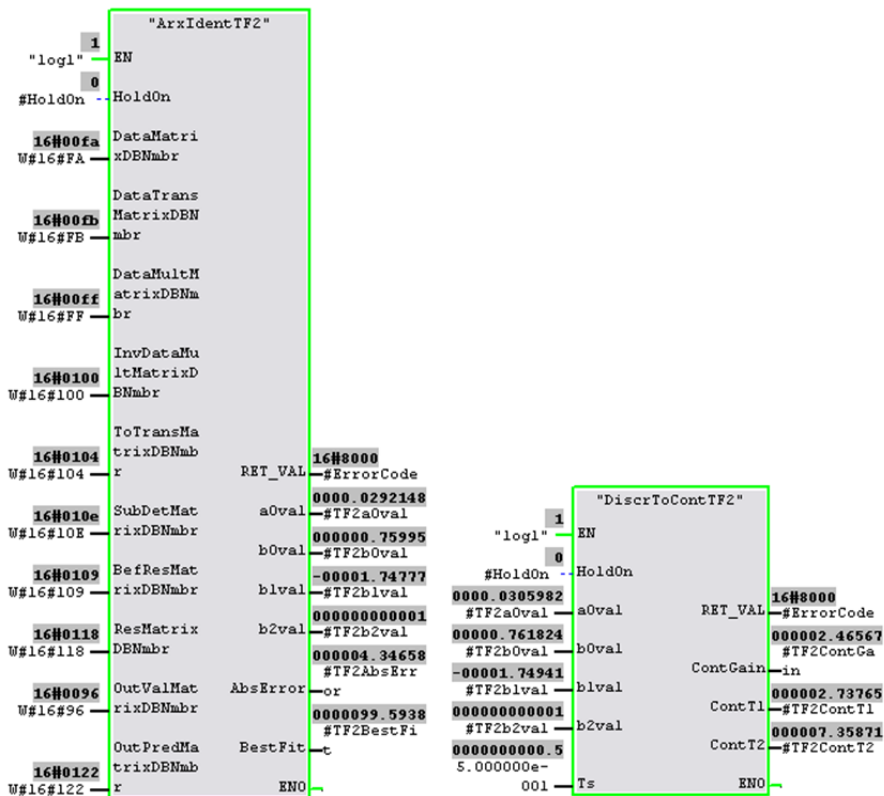 "ArxIdentTF2"
1
"log1"
EN
0
#HoldOn
HoldOn
16#00fa
W#16#FA
DataMatri
xDBNmbr
16#00fb
W#16#FB
DataTrans
MatrixDBN
mbr
16#00ff
W#16#FF
DataMultM
atrixDBNm
br
16#0100
W#16#100
InvDataMu
ltMatrixD
BNmbr
16#0104
W#16#104
ToTransMa
trixDBNmb
r
16#010e
W#16#10E
SubDetMat
rixDBNmbr
16#0109
W#16#109
BefResMat
rixDBNmbr
16#0118
W#16#118
ResMatrix
DBNmbr
16#0096
W#16#96
OutValMat
rixDBNmbr
16#0122
W#16#122
OutPredMa
trixDBNmb
r
RET_VAL
16#8000
#ErrorCode
a0val
0000.0292148
#TF2a0val
b0val
000000.75995
#TF2b0val
b1val
-00001.74777
#TF2b1val
b2val
000000000001
#TF2b2val
AbsError
000004.34658
#TF2AbsErr
or
BestFit
0000099.5938
#TF2BestFi
t
ENO
"DiscrToContTF2"
1
"log1"
EN
0
#HoldOn
HoldOn
0000.0305982
#TF2a0val
a0val
00000.761824
#TF2b0val
b0val
-00001.74941
#TF2b1val
b1val
000000000001
#TF2b2val
b2val
0000000000.5
5.000000e-
001
Ts
RET_VAL
16#8000
#ErrorCode
ContGain
000002.46567
#TF2ContGa
in
ContT1
000002.73765
#TF2ContT1
ContT2
000007.35871
#TF2ContT2
ENO